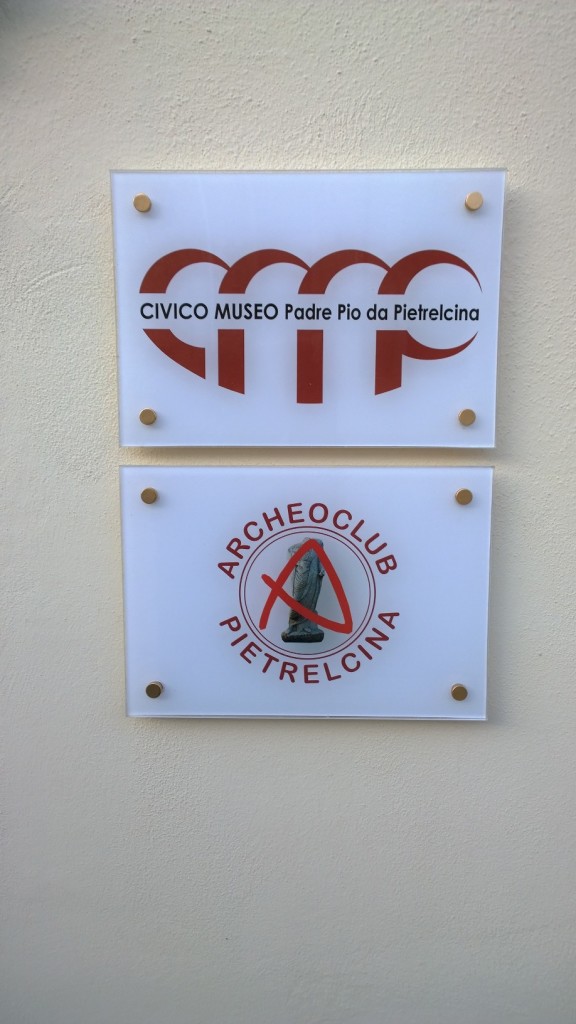 CIVICO MUSEO Padre Pio da Pietrelcina
ARCHEOCLUB
A
PIETRELCINA